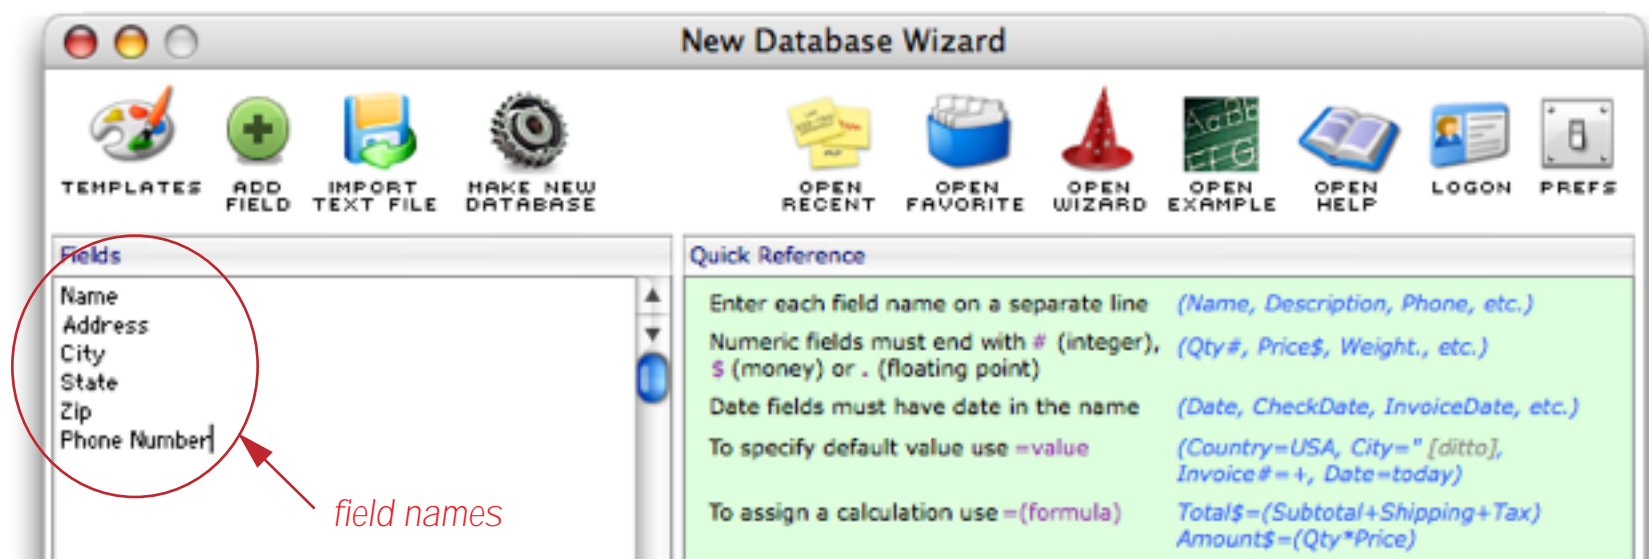 New Database Wizard
TEMPLATES
ADD
FIELD
IMPORT
TEXT FILE
MAKE NEW
DATABASE
OPEN
RECENT
OPEN
FAVORITE
OPEN
WIZARD
OPEN
EXAMPLE
OPEN
HELP
LOGON
PREFS
Fields
Name
Address
City
State
Zip
Phone Number
field names
Quick Reference
Enter each field name on a separate line (Name, Description, Phone, etc.)
Numeric fields must end with # (integer), (Qty#, Price$, Weight., etc.)
$ (money) or . (floating point)
Date fields must have date in the name (Date, CheckDate, InvoiceDate, etc.)
To specify default value use =value (Country=USA, City=" [ditto],
Invoice#=+, Date=today)
To assign a calculation use =(formula) Total$=(Subtotal+Shipping+Tax)
Amount$=(Qty*Price)